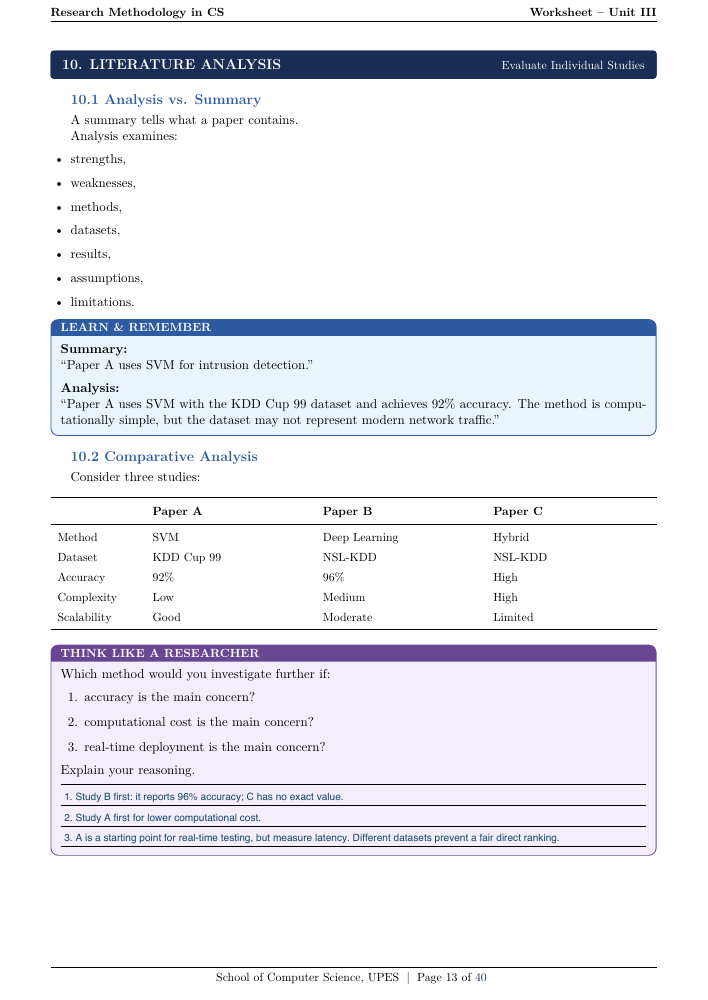 Research Methodology in CS Worksheet – Unit III
10. LITERATURE ANALYSIS Evaluate Individual Studies
10.1 Analysis vs. Summary
A summary tells what a paper contains.
Analysis examines:
• strengths,
• weaknesses,
• methods,
• datasets,
• results,
• assumptions,
• limitations.
LEARN & REMEMBER
Summary:
“Paper A uses SVM for intrusion detection.”
Analysis:
“Paper A uses SVM with the KDD Cup 99 dataset and achieves 92% accuracy. The method is compu-
tationally simple, but the dataset may not represent modern network traffic.”
10.2 Comparative Analysis
Consider three studies:
Paper A Paper B Paper C
Method SVM Deep Learning Hybrid
Dataset KDD Cup 99 NSL-KDD NSL-KDD
Accuracy 92% 96% High
Complexity Low Medium High
Scalability Good Moderate Limited
THINK LIKE A RESEARCHER
Which method would you investigate further if:
1. accuracy is the main concern?
2. computational cost is the main concern?
3. real-time deployment is the main concern?
Explain your reasoning.
1. Study B first: it reports 96% accuracy; C has no exact value.
2. Study A first for lower computational cost.
3. A is a starting point for real-time testing, but measure latency. Different datasets prevent a fair direct ranking.
School of Computer Science, UPES | Page 13 of 40